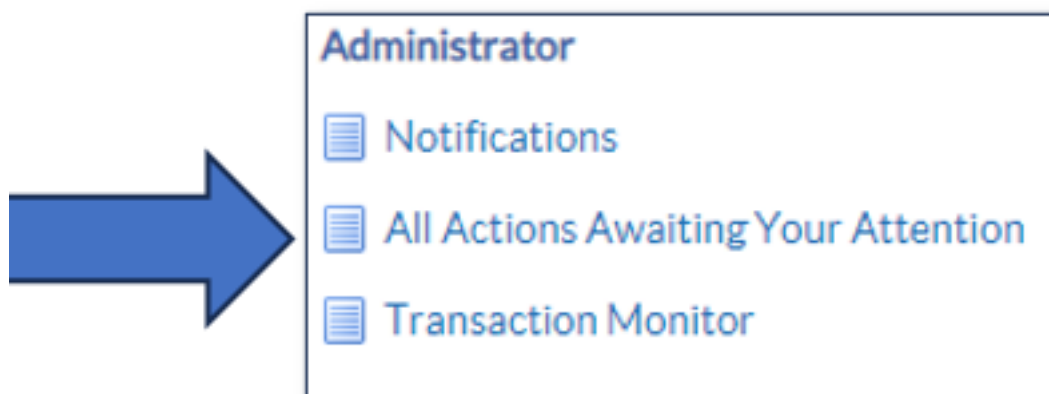 Administrator
Notifications
All Actions Awaiting Your Attention
Transaction Monitor